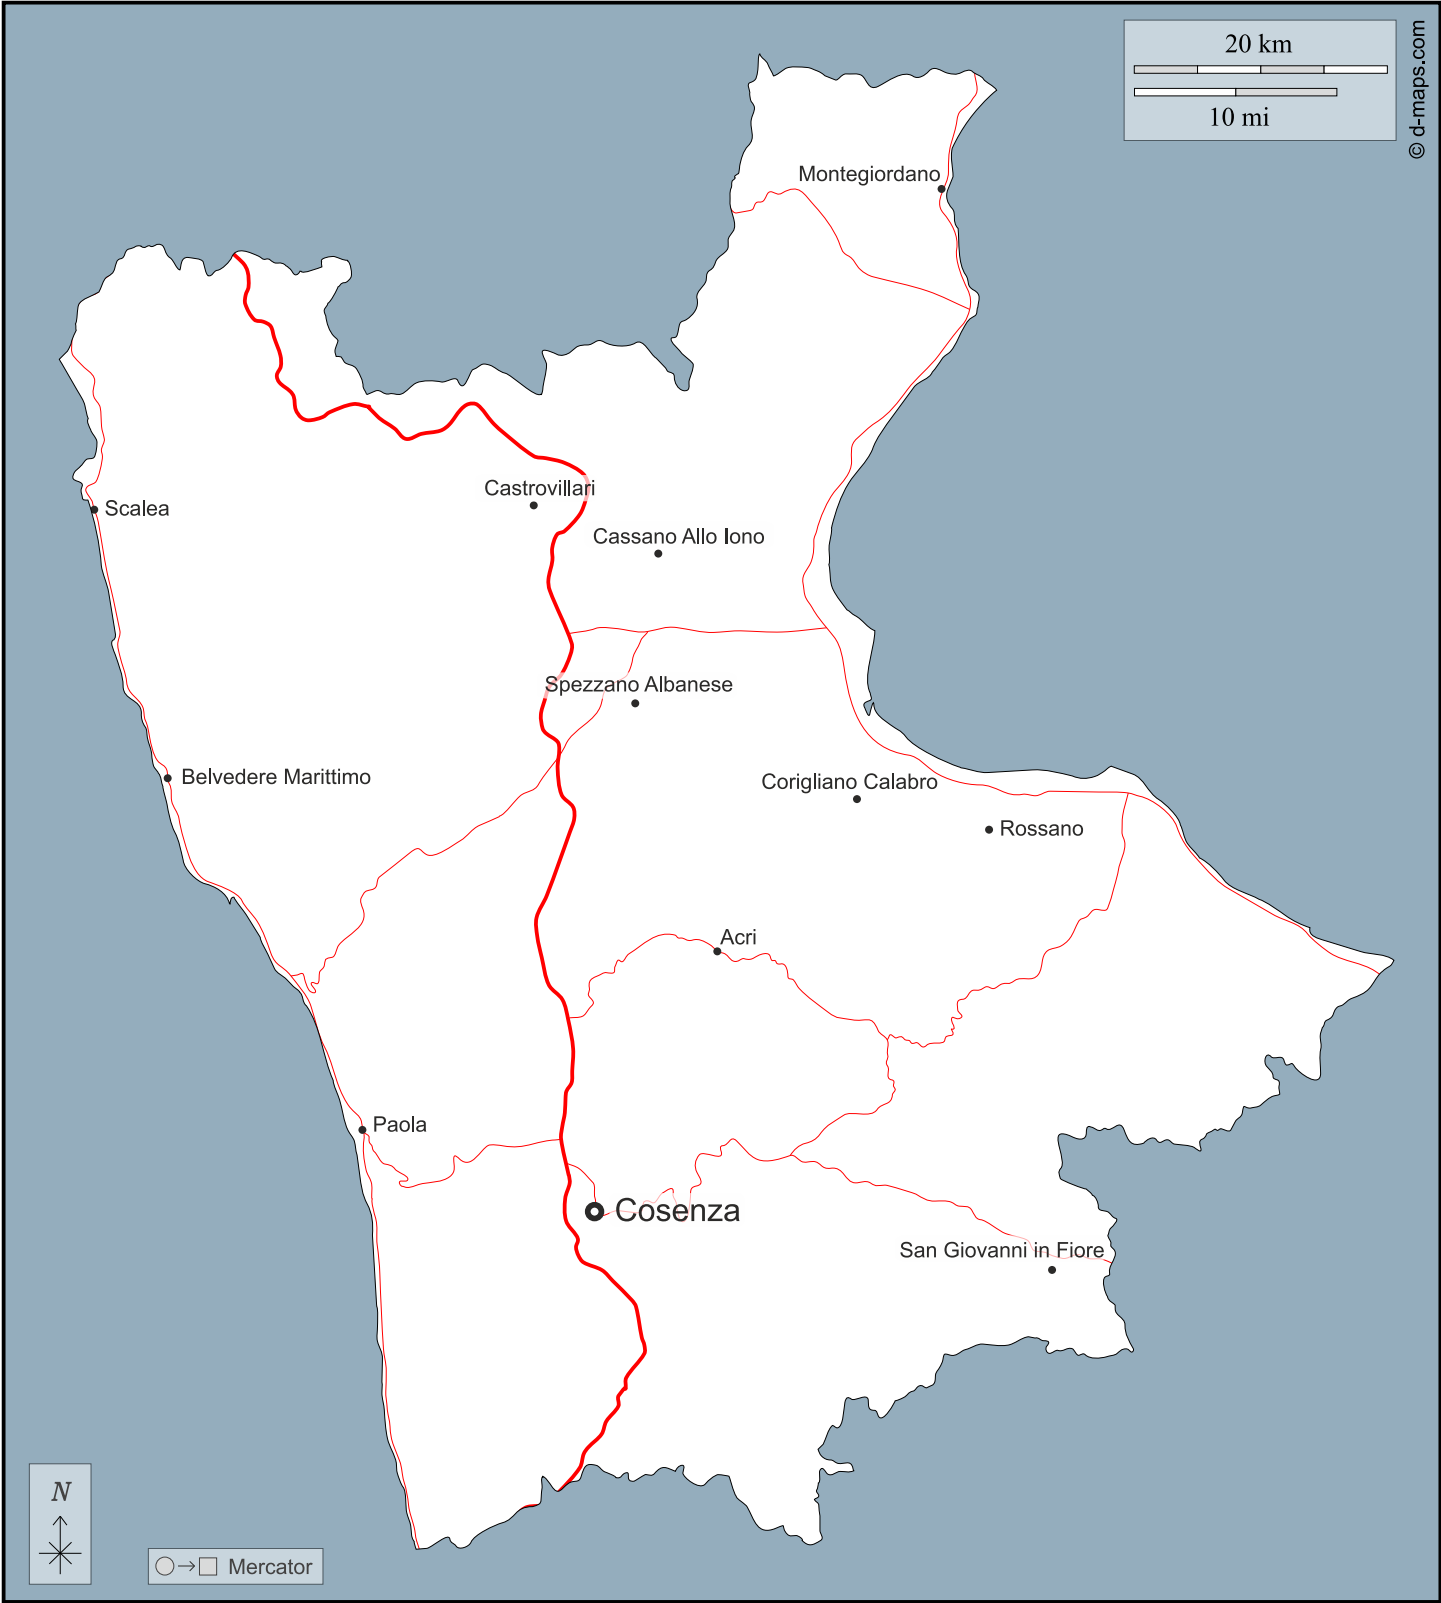 20 km
10 mi
© d-maps.com
Montegiordano
Castrovillari
Scalea
Cassano Allo Iono
Spezzano Albanese
Belvedere Marittimo
Corigliano Calabro
Rossano
Acri
Paola
Cosenza
San Giovanni in Fiore
N
Mercator